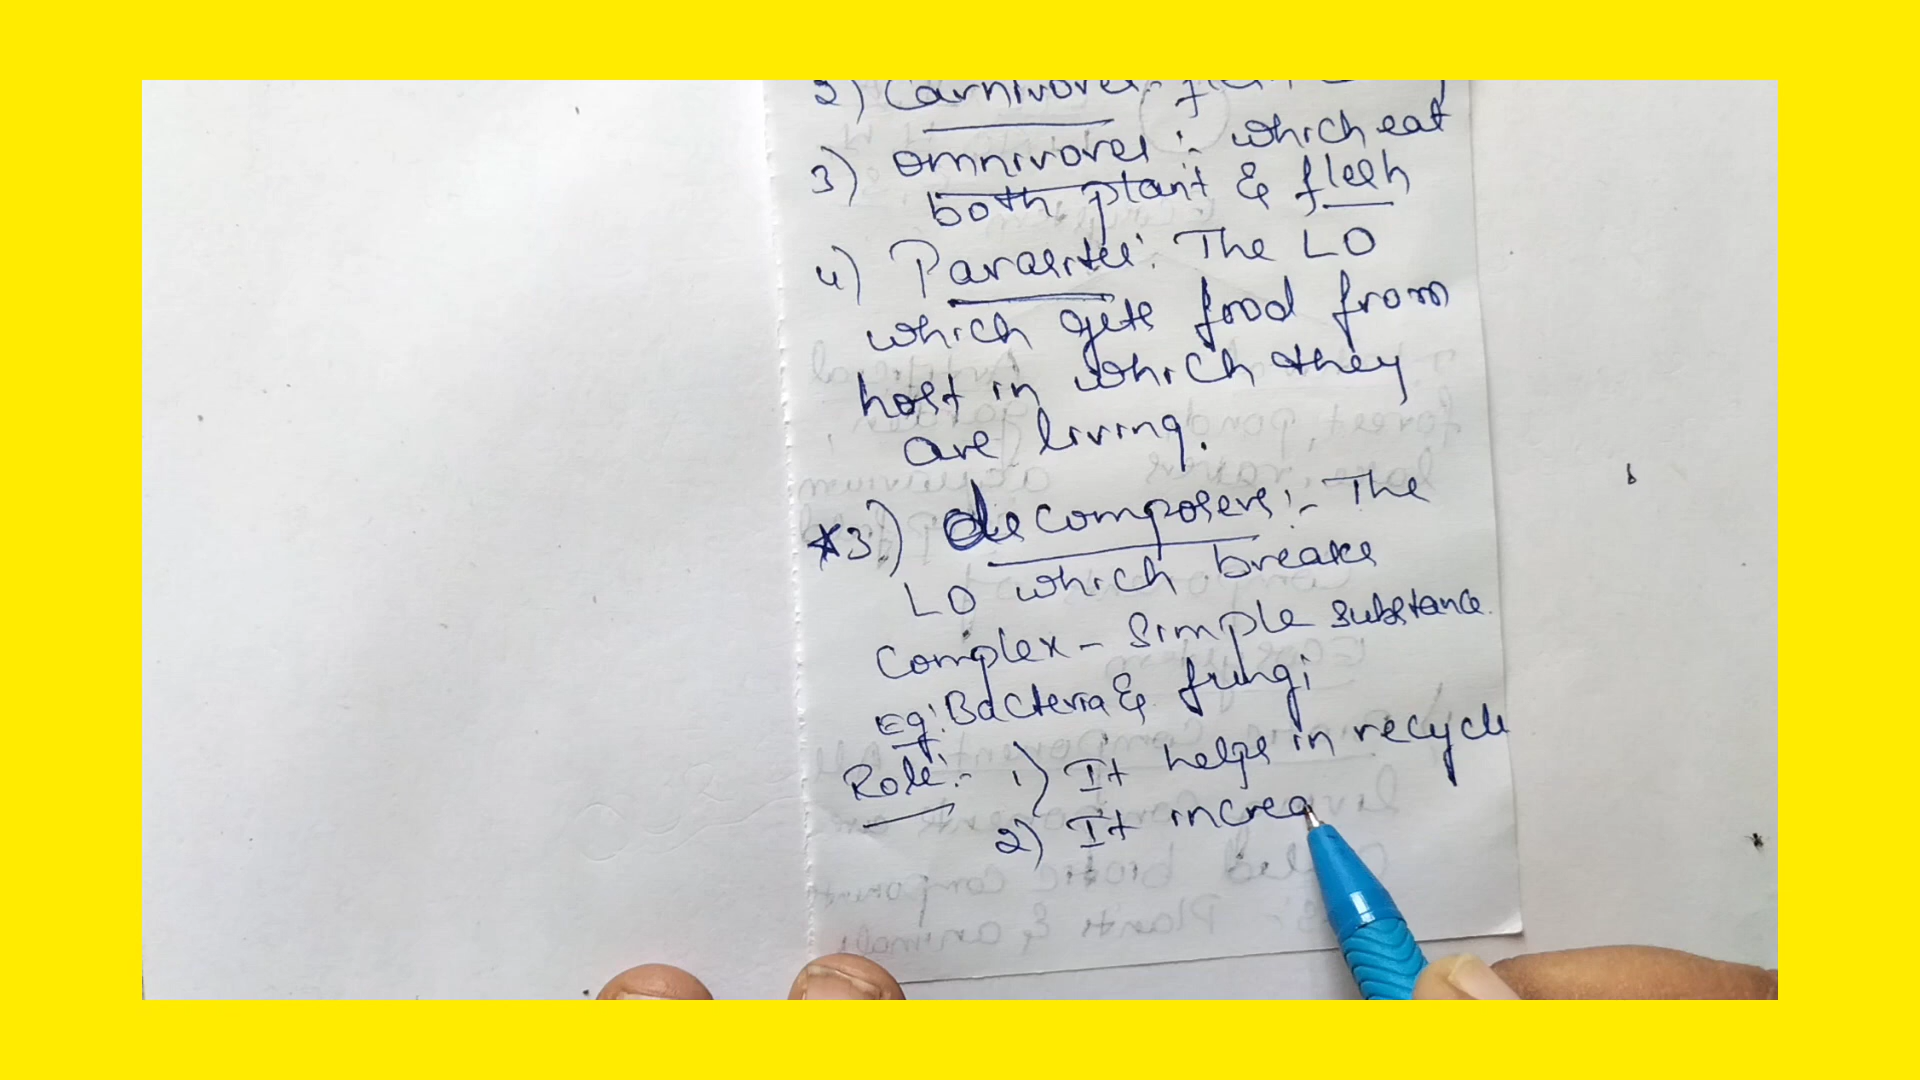 2) Carnivores:-
3) omnivores :- which eat
both plant & flesh
4) Parasites: The LO
which gets food from
host in which they
are living.
*3) decomposers:- The
LO which breaks
Complex - Simple substance.
Eg: Bacteria & fungi
Role:- 1) It helps in recycle
2) It increa